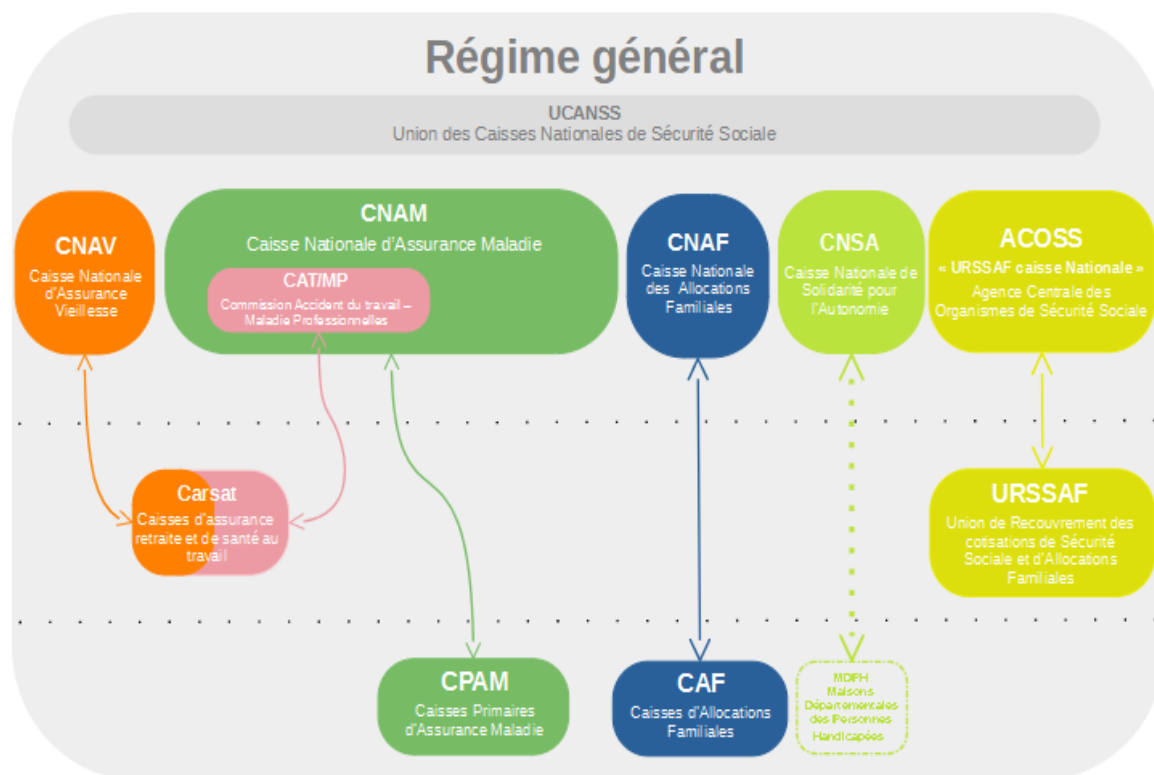 Régime général
UCANSS
Union des Caisses Nationales de Sécurité Sociale
CNAV
Caisse Nationale
d'Assurance
Vieillesse
CNAM
Caisse Nationale d'Assurance Maladie
CAT/MP
Commission Accident du travail –
Maladie Professionnelles
CNAF
Caisse Nationale
des Allocations
Familiales
CNSA
Caisse Nationale de
Solidarité pour
l'Autonomie
ACOSS
« URSSAF caisse Nationale »
Agence Centrale des
Organismes de Sécurité Sociale
Carsat
Caisses d'assurance
retraite et de santé au
travail
URSSAF
Union de Recouvrement des
cotisations de Sécurité
Sociale et d'Allocations
Familiales
CPAM
Caisses Primaires
d'Assurance Maladie
CAF
Caisses d'Allocations
Familiales
MDPH
Maisons
Départementales
des Personnes
Handicapées